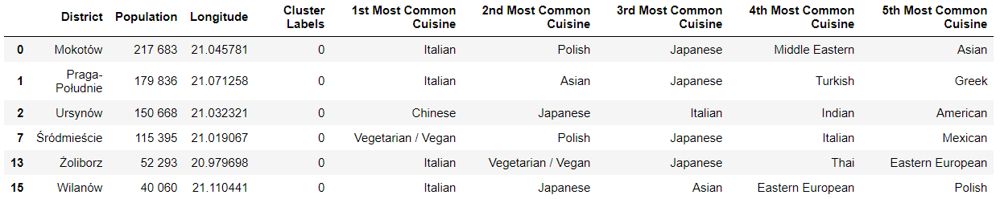 District Population Longitude Cluster Labels 1st Most Common Cuisine 2nd Most Common Cuisine 3rd Most Common Cuisine 4th Most Common Cuisine 5th Most Common Cuisine
0 Mokotów 217 683 21.045781 0 Italian Polish Japanese Middle Eastern Asian
1 Praga-Południe 179 836 21.071258 0 Italian Asian Japanese Turkish Greek
2 Ursynów 150 668 21.032321 0 Chinese Japanese Italian Indian American
7 Śródmieście 115 395 21.019067 0 Vegetarian / Vegan Polish Japanese Italian Mexican
13 Żoliborz 52 293 20.979698 0 Italian Vegetarian / Vegan Japanese Thai Eastern European
15 Wilanów 40 060 21.110441 0 Italian Japanese Asian Eastern European Polish